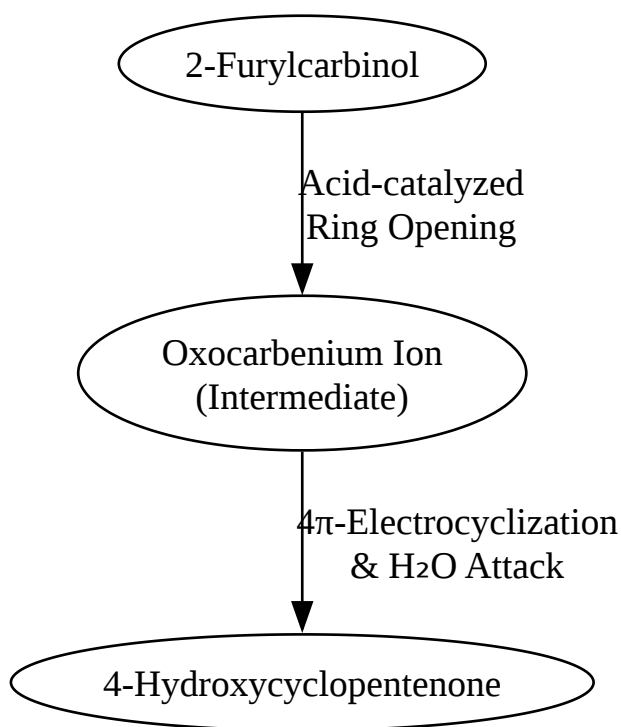 2-Furylcarbinol
Acid-catalyzed
Ring Opening
Oxocarbenium Ion
(Intermediate)
4π-Electrocyclization
& H₂O Attack
4-Hydroxycyclopentenone